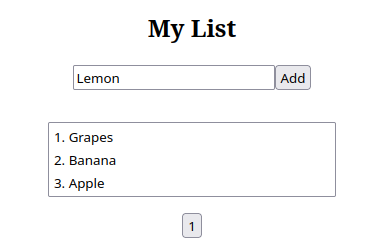 My List
Lemon Add
1. Grapes
2. Banana
3. Apple
1